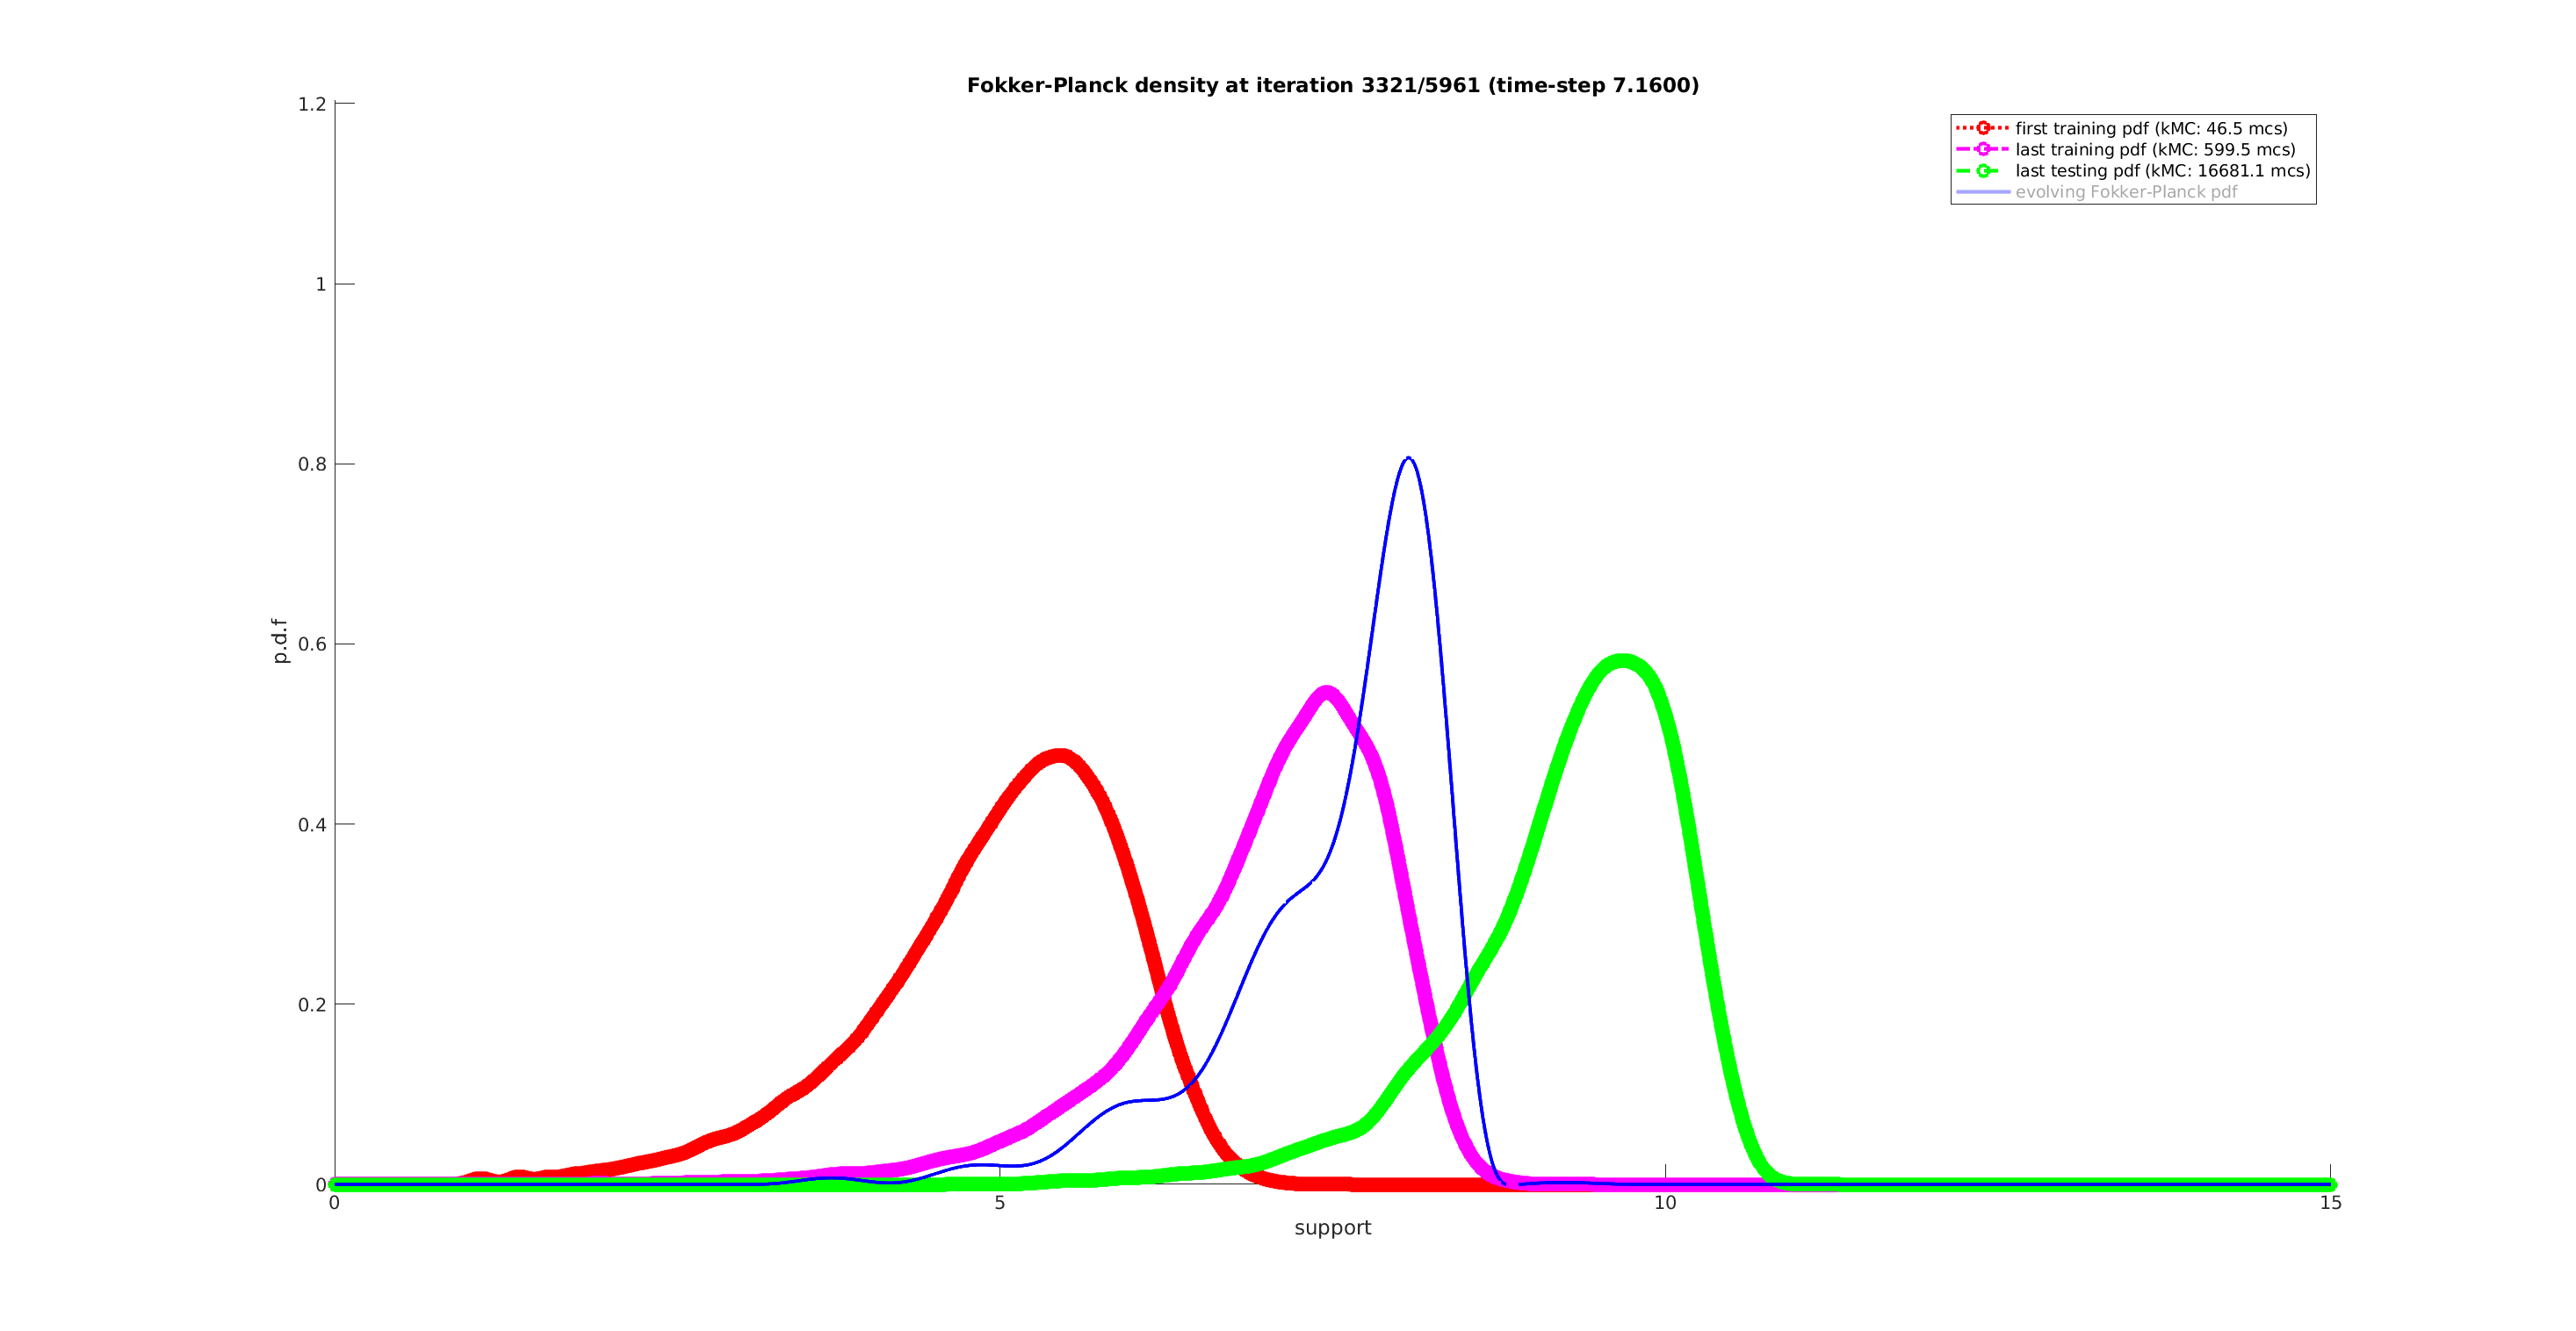 Fokker-Planck density at iteration 3321/5961 (time-step 7.1600)
1.2
1
0.8
0.6
0.4
0.2
0
p.d.f
first training pdf (kMC: 46.5 mcs)
last training pdf (kMC: 599.5 mcs)
last testing pdf (kMC: 16681.1 mcs)
evolving Fokker-Planck pdf
0 5 10 15
support